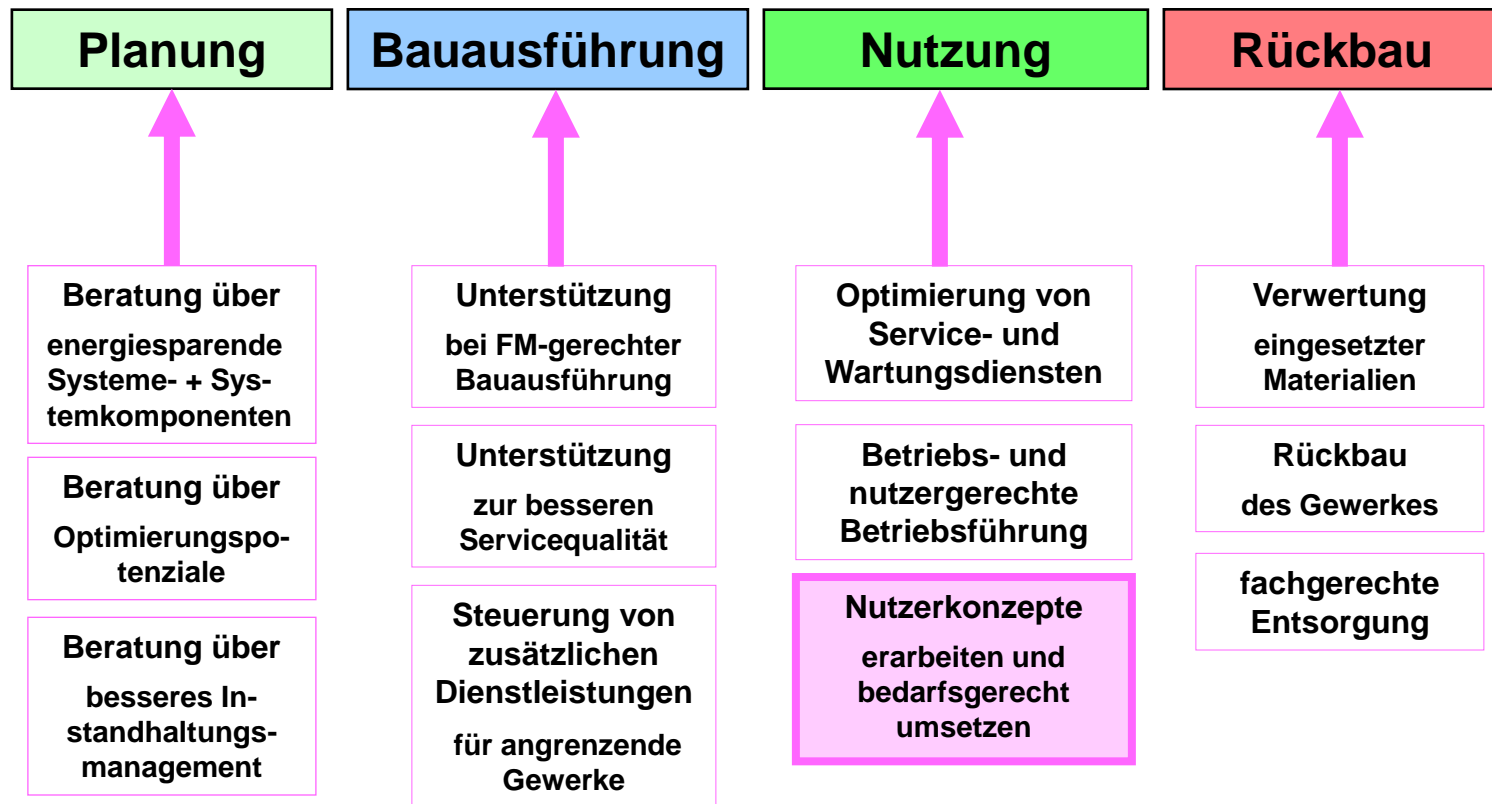 Planung
Bauausführung
Nutzung
Rückbau
Beratung über
energiesparende
Systeme- + Sys-
temkomponenten
Beratung über
Optimierungspo-
tenziale
Beratung über
besseres In-
standhaltungs-
management
Unterstützung
bei FM-gerechter
Bauausführung
Unterstützung
zur besseren
Servicequalität
Steuerung von
zusätzlichen
Dienstleistungen
für angrenzende
Gewerke
Optimierung von
Service- und
Wartungsdiensten
Betriebs- und
nutzergerechte
Betriebsführung
Nutzerkonzepte
erarbeiten und
bedarfsgerecht
umsetzen
Verwertung
eingesetzter
Materialien
Rückbau
des Gewerkes
fachgerechte
Entsorgung